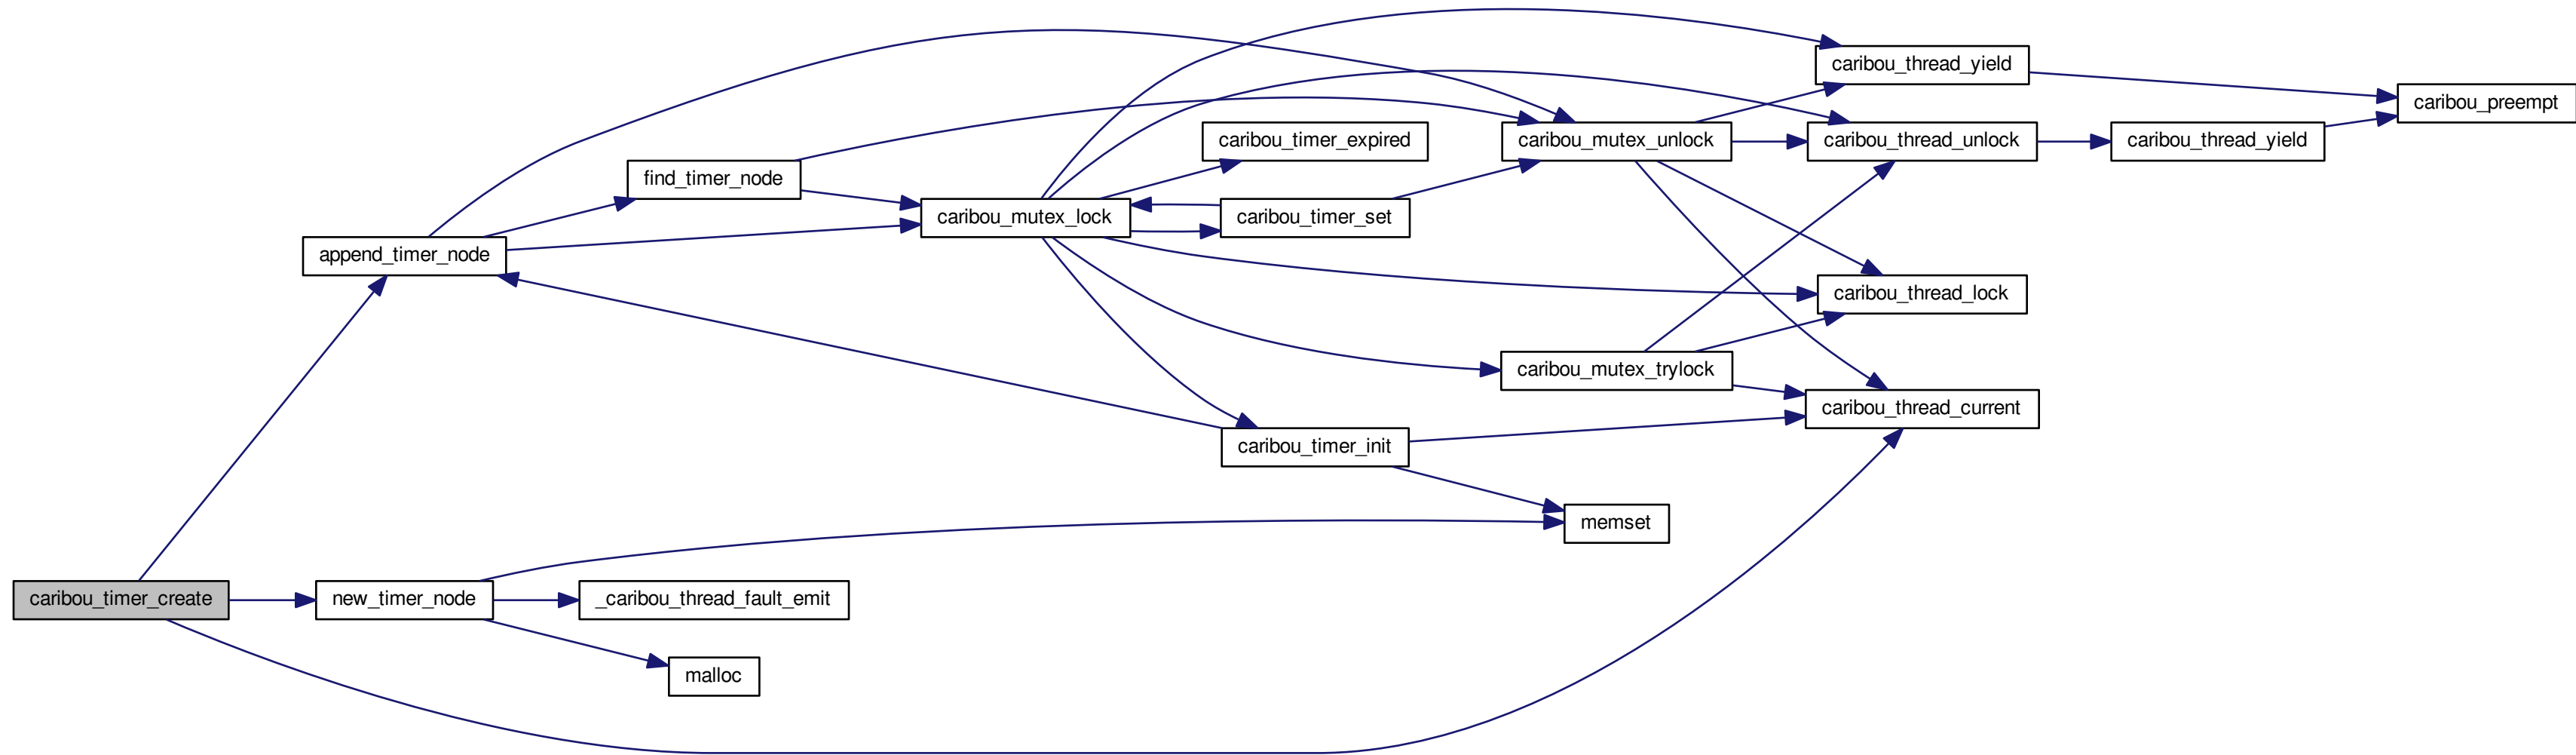 caribou_thread_yield
caribou_preempt
caribou_timer_expired
caribou_mutex_unlock
caribou_thread_unlock
caribou_thread_yield
find_timer_node
caribou_mutex_lock
caribou_timer_set
append_timer_node
caribou_thread_lock
caribou_mutex_trylock
caribou_thread_current
caribou_timer_init
memset
caribou_timer_create
new_timer_node
_caribou_thread_fault_emit
malloc